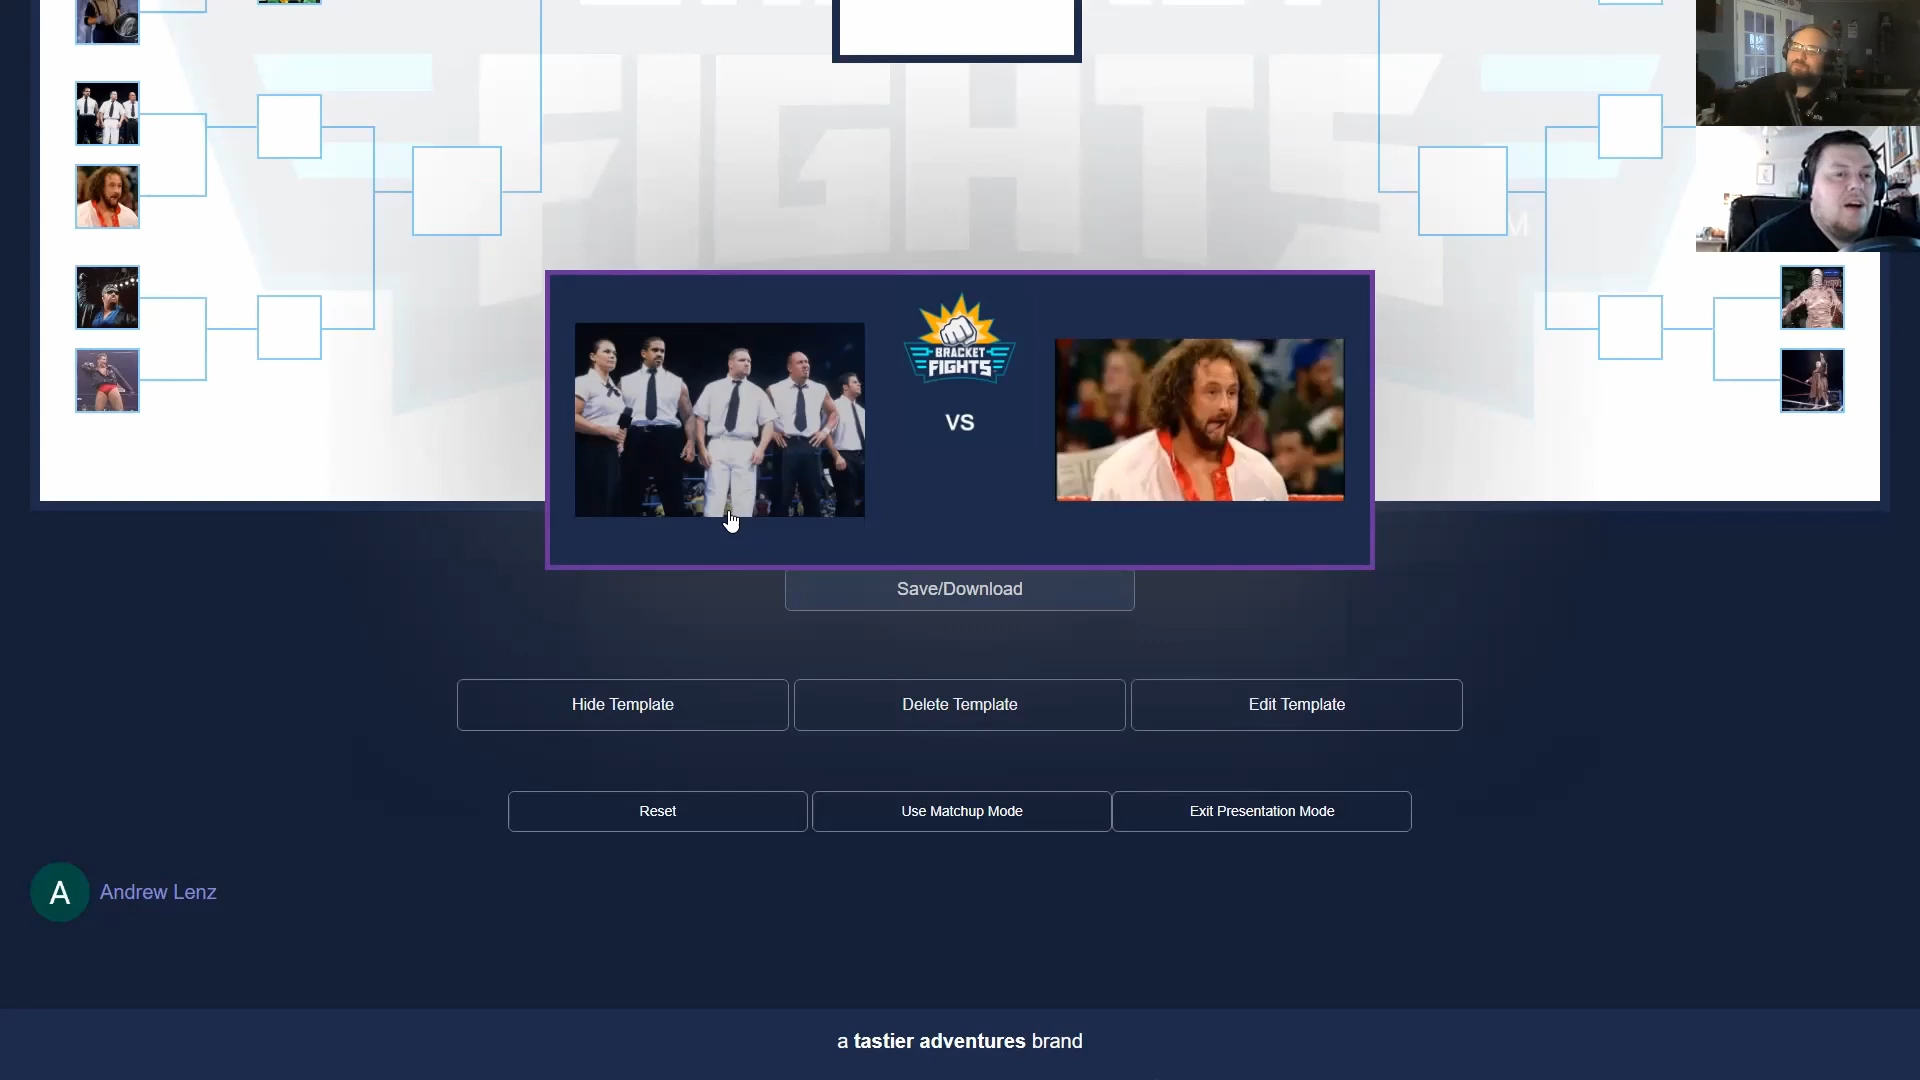 FIGHTS
M
BRACKET
FIGHTS
VS
Save/Download
Hide Template
Delete Template
Edit Template
Reset
Use Matchup Mode
Exit Presentation Mode
A
Andrew Lenz
a tastier adventures brand